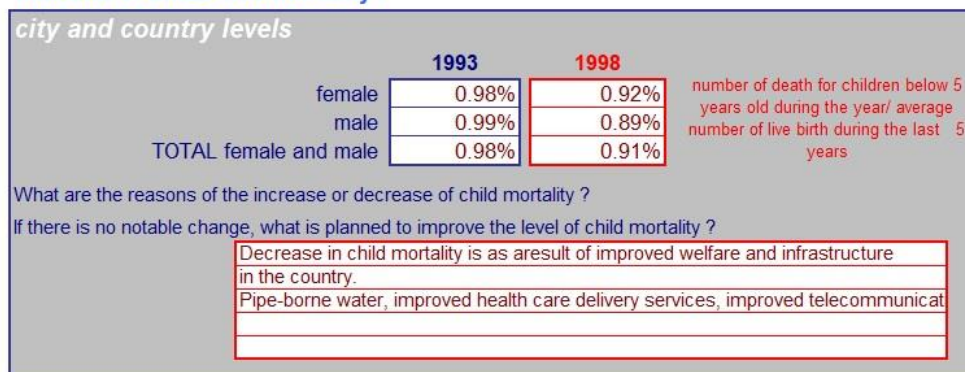 city and country levels
1993 1998
female 0.98% 0.92%
male 0.99% 0.89%
TOTAL female and male 0.98% 0.91%
number of death for children below 5
years old during the year/ average
number of live birth during the last 5
years
What are the reasons of the increase or decrease of child mortality ?
If there is no notable change, what is planned to improve the level of child mortality ?
Decrease in child mortality is as aresult of improved welfare and infrastructure
in the country.
Pipe-borne water, improved health care delivery services, improved telecommunicat